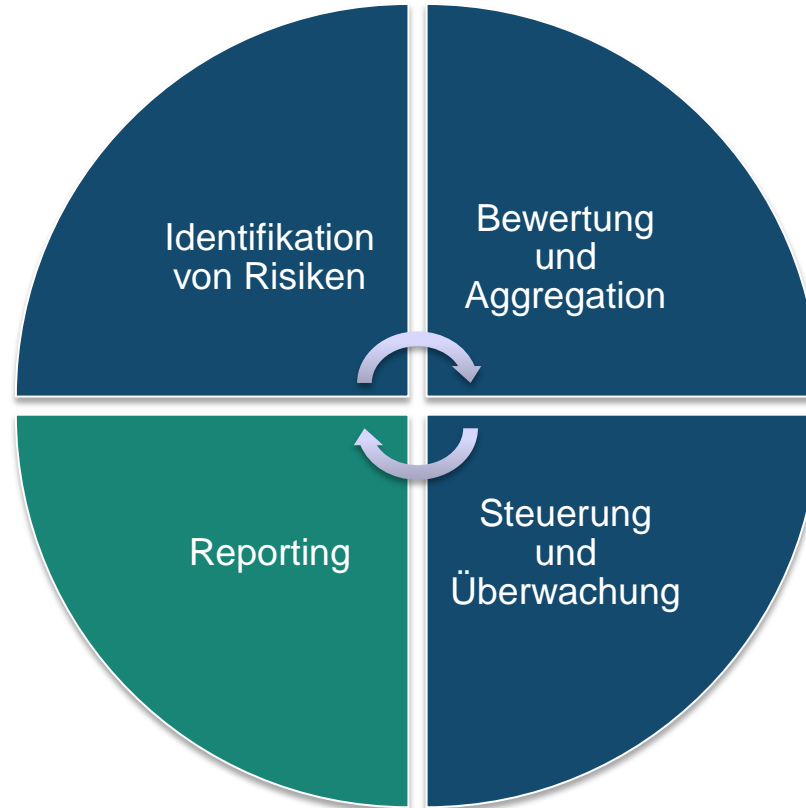 Identifikation
von Risiken
Bewertung
und
Aggregation
Reporting
Steuerung
und
Überwachung